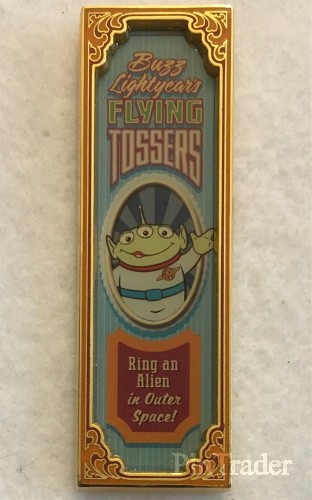 Buzz
Lightyear's
FLYING
TOSSERS
Ring an
Alien
in Outer
Space!
PinTrader